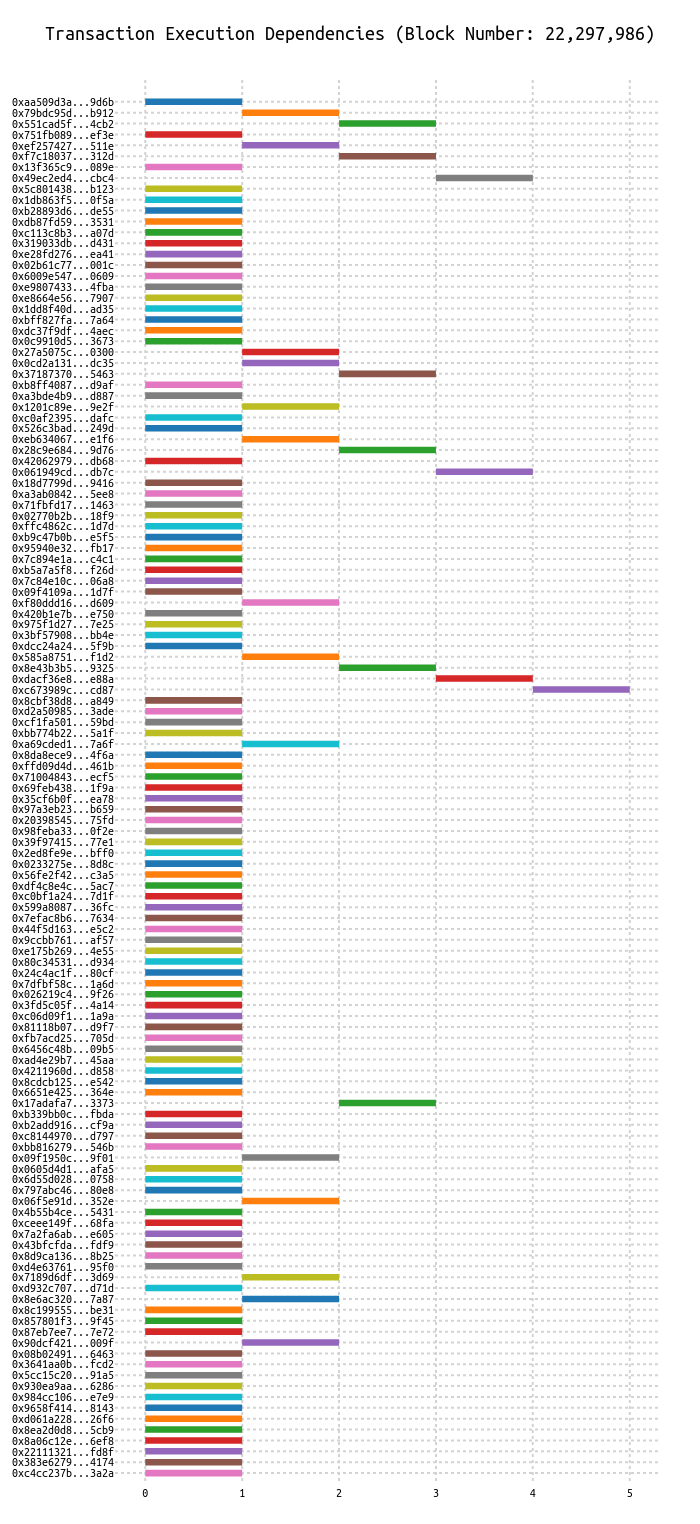 Transaction Execution Dependencies (Block Number: 22,297,986)
0xaa509d3a...9d6b
0x79bdc95d...b912
0x551cad5f...4cb2
0x751fb089...ef3e
0xef257427...511e
0xf7c18037...312d
0x13f365c9...089e
0x49ec2ed4...cbc4
0x5c801438...b123
0x1db863f5...0f5a
0xb28893d6...de55
0xdb87fd59...3531
0xc113c8b3...a07d
0x319033db...d431
0xe28fd276...ea41
0x02b61c77...001c
0x6009e547...0609
0xe9807433...4fba
0xe8664e56...7907
0x1dd8f40d...ad35
0xbff827fa...7a64
0xdc37f9df...4aec
0x0c9910d5...3673
0x27a5075c...0300
0x0cd2a131...dc35
0x37187370...5463
0xb8ff4087...d9af
0xa3bde4b9...d887
0x1201c89e...9e2f
0xc0af2395...dafc
0x526c3bad...249d
0xeb634067...e1f6
0x28c9e684...9d76
0x42062979...db68
0x061949cd...db7c
0x18d7799d...9416
0xa3ab0842...5ee8
0x71fbfd17...1463
0x02770b2b...18f9
0xffc4862c...1d7d
0xb9c47b0b...e5f5
0x95940e32...fb17
0x7c894e1a...c4c1
0xb5a7a5f8...f26d
0x7c84e10c...06a8
0x09f4109a...1d7f
0xf80ddd16...d609
0x420b1e7b...e750
0x975f1d27...7e25
0x3bf57908...bb4e
0xdcc24a24...5f9b
0x585a8751...f1d2
0x8e43b3b5...9325
0xdacf36e8...e88a
0xc673989c...cd87
0x8cbf38d8...a849
0xd2a50985...3ade
0xcf1fa501...59bd
0xbb774b22...5a1f
0xa69cded1...7a6f
0x8da8ece9...4f6a
0xffd09d4d...461b
0x71004843...ecf5
0x69feb438...1f9a
0x35cf6b0f...ea78
0x97a3eb23...b659
0x20398545...75fd
0x98feba33...0f2e
0x39f97415...77e1
0x2ed8fe9e...bff0
0x0233275e...8d8c
0x56fe2f42...c3a5
0xdf4c8e4c...5ac7
0xc0bf1a24...7d1f
0x599a8087...36fc
0x7efac8b6...7634
0x44f5d163...e5c2
0x9ccbb761...af57
0xe175b269...4e55
0x80c34531...d934
0x24c4ac1f...80cf
0x7dfbf58c...1a6d
0x026219c4...9f26
0x3fd5c05f...4a14
0xc06d09f1...1a9a
0x81118b07...d9f7
0xfb7acd25...705d
0x6456c48b...09b5
0xad4e29b7...45aa
0x4211960d...d858
0x8cdcb125...e542
0x6651e425...364e
0x17adafa7...3373
0xb339bb0c...fbda
0xb2add916...cf9a
0xc8144970...d797
0xbb816279...546b
0x09f1950c...9f01
0x0605d4d1...afa5
0x6d55d028...0758
0x797abc46...80e8
0x06f5e91d...352e
0x4b55b4ce...5431
0xceee149f...68fa
0x7a2fa6ab...e605
0x43bfcfda...fdf9
0x8d9ca136...8b25
0xd4e63761...95f0
0x7189d6df...3d69
0xd932c707...d71d
0x8e6ac320...7a87
0x8c199555...be31
0x857801f3...9f45
0x87eb7ee7...7e72
0x90dcf421...009f
0x08b02491...6463
0x3641aa0b...fcd2
0x5cc15c20...91a5
0x930ea9aa...6286
0x984cc106...e7e9
0x9658f414...8143
0xd061a228...26f6
0x8ea2d0d8...5cb9
0x8a06c12e...6ef8
0x22111321...fd8f
0x383e6279...4174
0xc4cc237b...3a2a
0 1 2 3 4 5